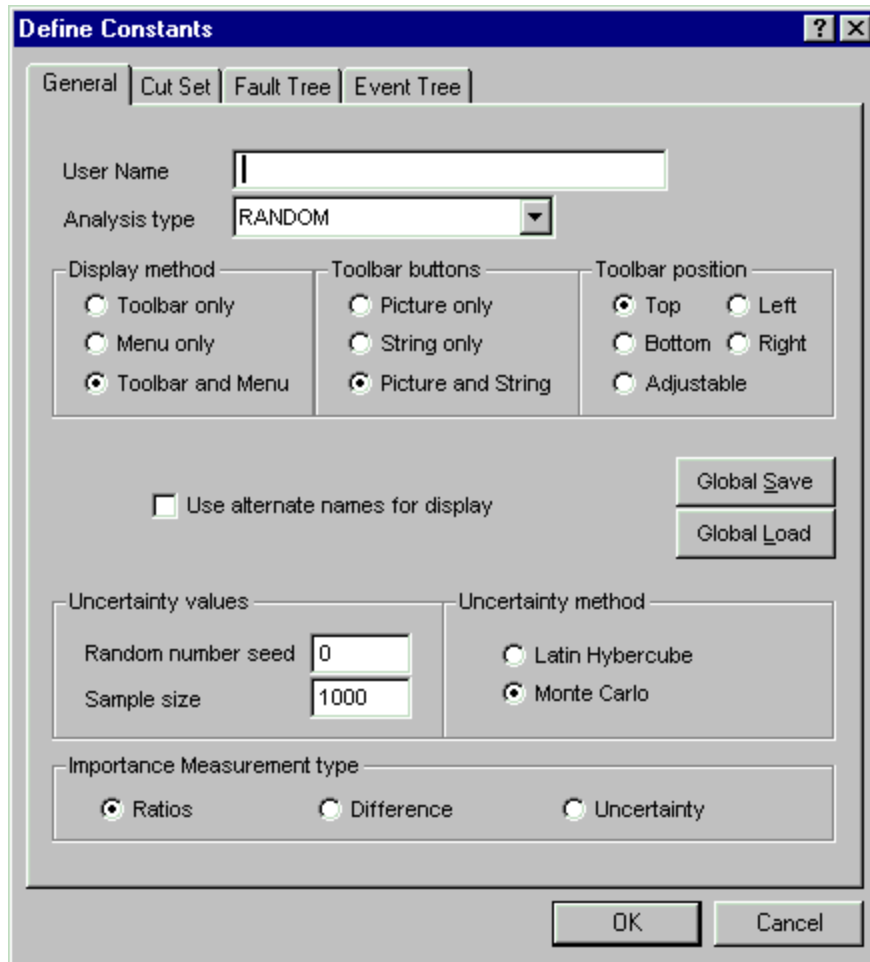 Define Constants
General Cut Set Fault Tree Event Tree
User Name
Analysis type RANDOM
Display method Toolbar buttons Toolbar position
Toolbar only Picture only Top Left
Menu only String only Bottom Right
Toolbar and Menu Picture and String Adjustable
Use alternate names for display
Global Save
Global Load
Uncertainty values Uncertainty method
Random number seed 0 Latin Hybercube
Sample size 1000 Monte Carlo
Importance Measurement type
Ratios Difference Uncertainty
OK Cancel